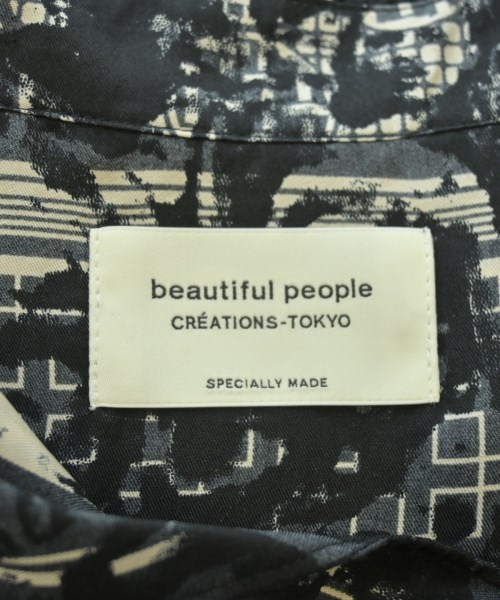 beautiful people
CRÉATIONS-TOKYO
SPECIALLY MADE